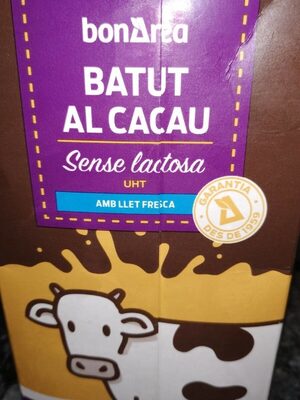 bonÀrea
BATUT
AL CACAU
Sense lactosa
UHT
AMB LLET FRESCA
GARANTIA
DES DE 1959